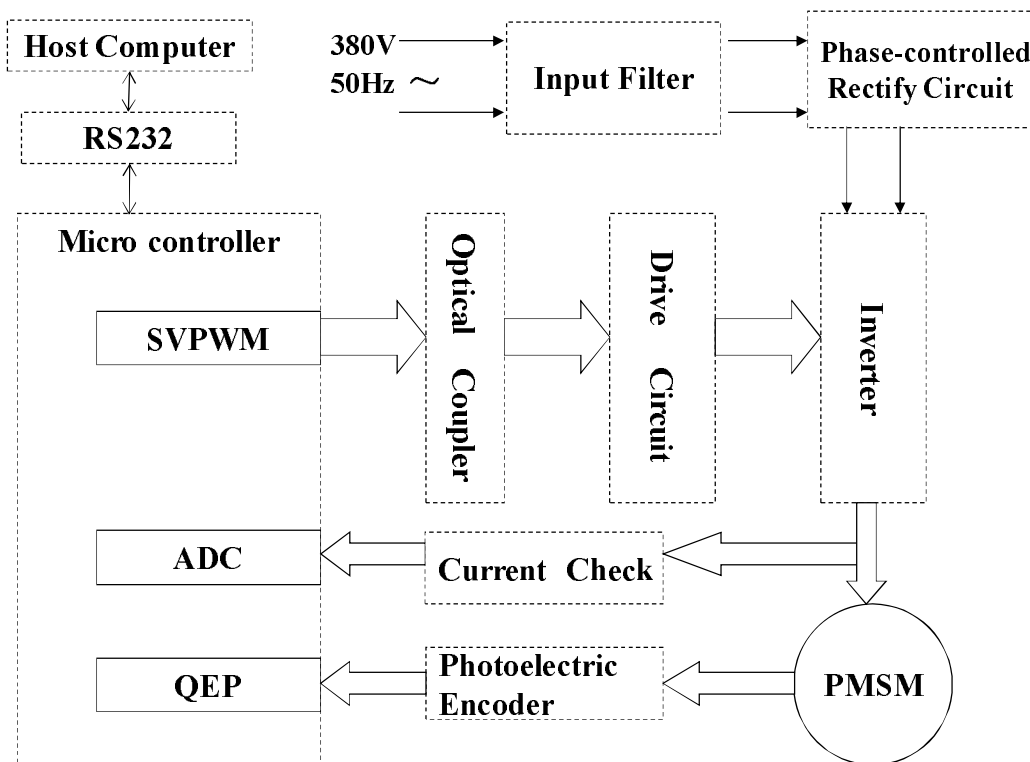 Host Computer
380V
50Hz ～
Input Filter
Phase-controlled
Rectify Circuit
RS232
Micro controller
SVPWM
Optical Coupler
Drive Circuit
Inverter
ADC
Current Check
QEP
Photoelectric
Encoder
PMSM